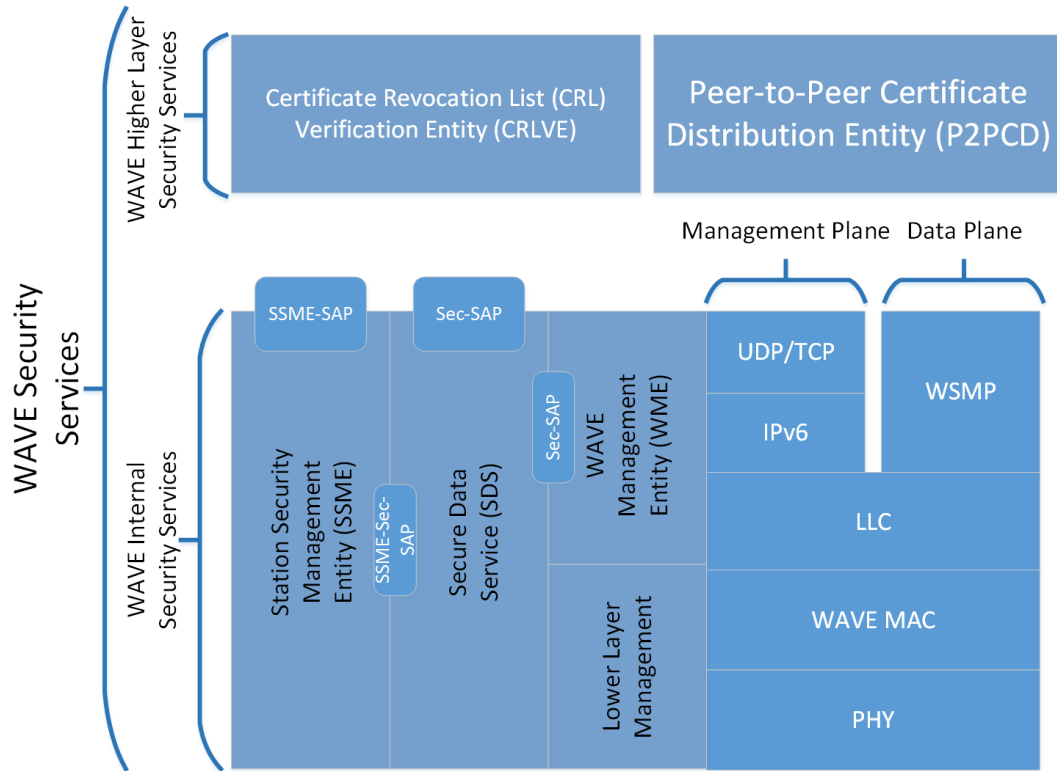 WAVE Security
Services
WAVE Higher Layer
Security Services
Certificate Revocation List (CRL)
Verification Entity (CRLVE)
Peer-to-Peer Certificate
Distribution Entity (P2PCD)
Management Plane
Data Plane
WAVE Internal
Security Services
SSME-SAP
Sec-SAP
Station Security
Management
Entity (SSME)
SSME-Sec-
SAP
Secure Data
Service (SDS)
Sec-SAP
WAVE
Management
Entity (WME)
Lower Layer
Management
UDP/TCP
IPv6
WSMP
LLC
WAVE MAC
PHY